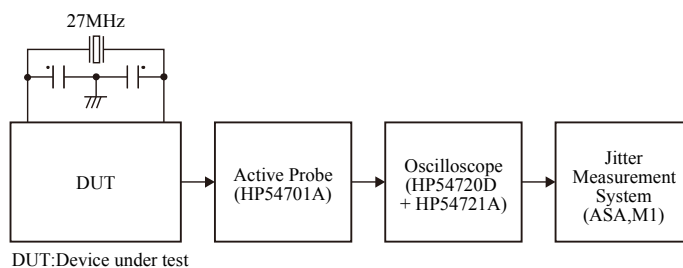 27MHz
DUT
Active Probe
(HP54701A)
Oscilloscope
(HP54720D
+ HP54721A)
Jitter
Measurement
System
(ASA,M1)
DUT:Device under test